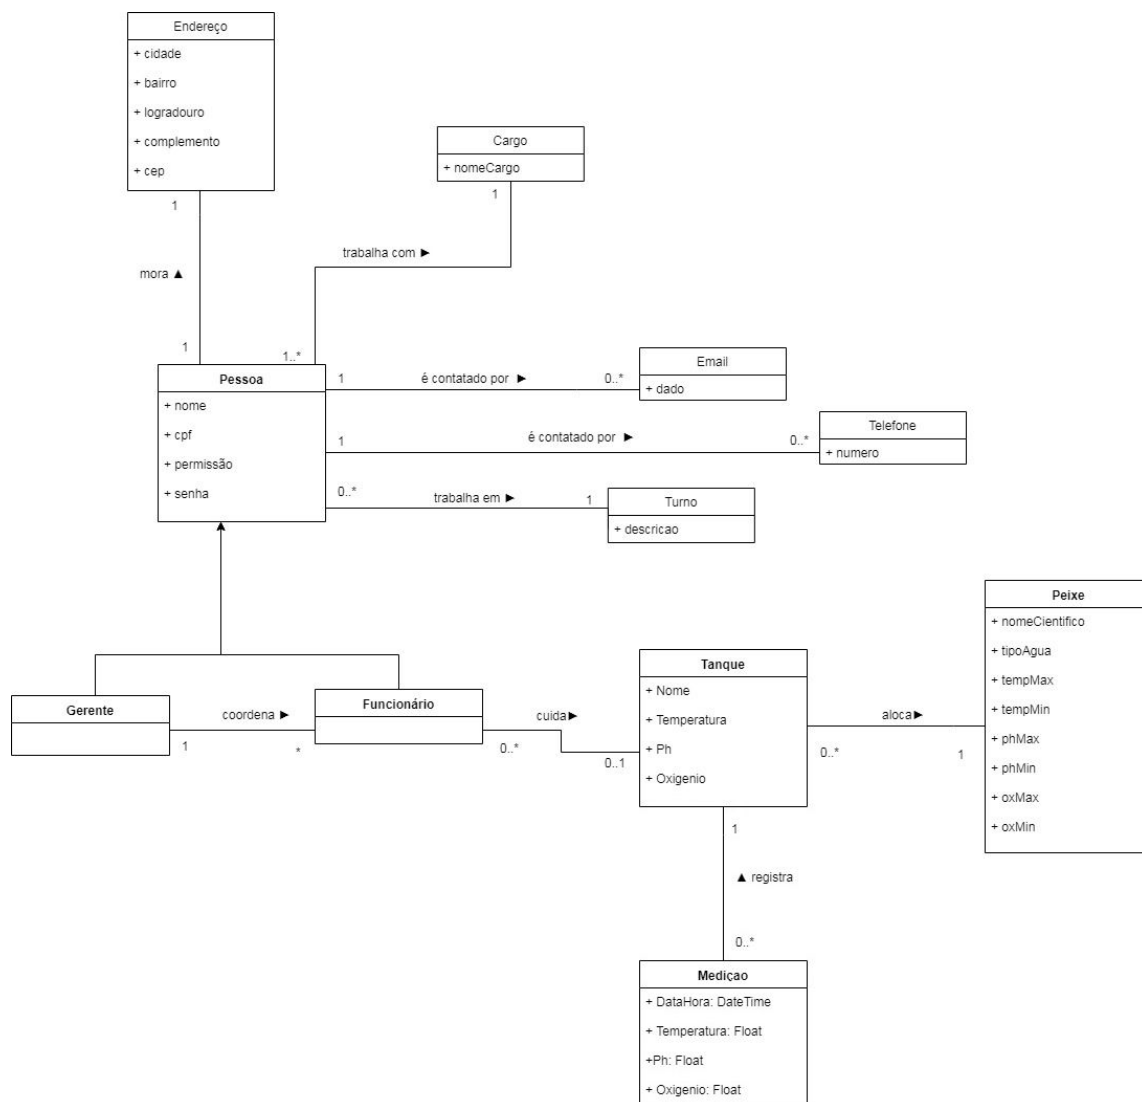 Endereço
+ cidade
+ bairro
+ logradouro
+ complemento
+ cep
1
mora ▲
1
Cargo
+ nomeCargo
1
trabalha com ►
1..*
Pessoa
+ nome
+ cpf
+ permissão
+ senha
1
é contatado por ►
0..*
Email
+ dado
1
é contatado por ►
0..*
Telefone
+ numero
0..*
trabalha em ►
1
Turno
+ descricao
Gerente
coordena ►
1
*
Funcionário
cuida►
0..*
0..1
Tanque
+ Nome
+ Temperatura
+ Ph
+ Oxigenio
aloca►
0..*
1
Peixe
+ nomeCientifico
+ tipoAgua
+ tempMax
+ tempMin
+ phMax
+ phMin
+ oxMax
+ oxMin
1
▲ registra
0..*
Mediçao
+ DataHora: DateTime
+ Temperatura: Float
+Ph: Float
+ Oxigenio: Float